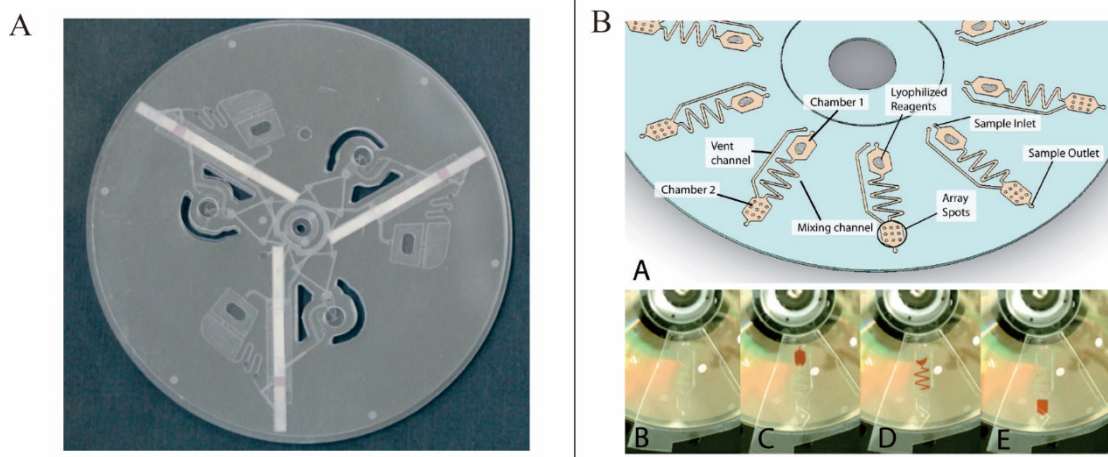 A
B
Chamber 1
Lyophilized
Reagents
Sample Inlet
Vent
channel
Sample Outlet
Chamber 2
Mixing channel
Array
Spots
A
B
C
D
E